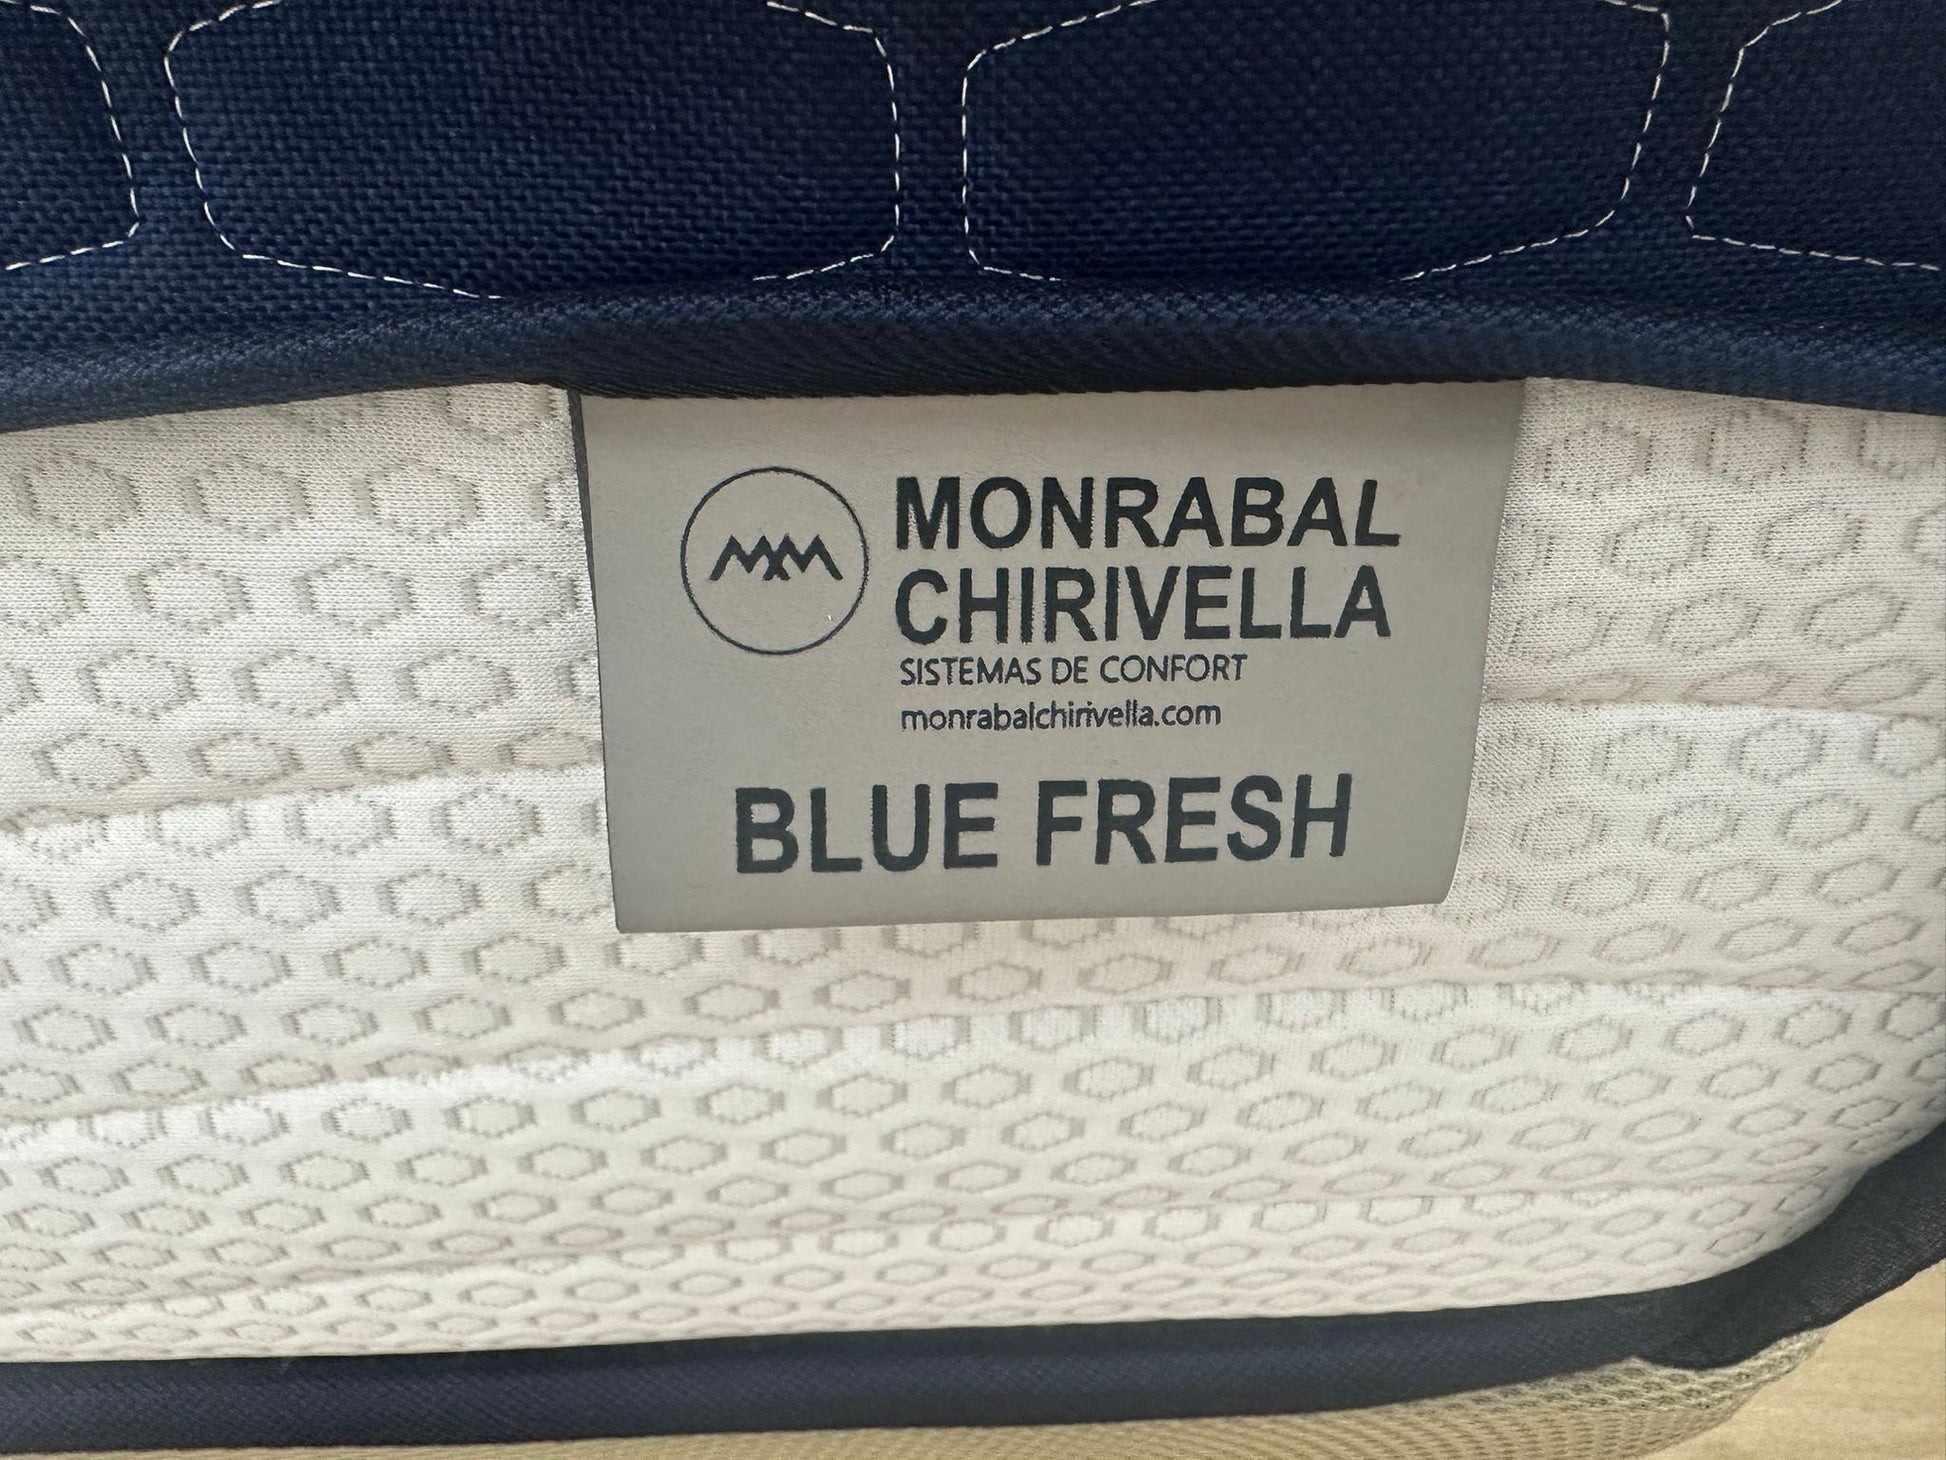 MONRABAL
CHIRIVELLA
SISTEMAS DE CONFORT
monrabalchirivella.com
BLUE FRESH